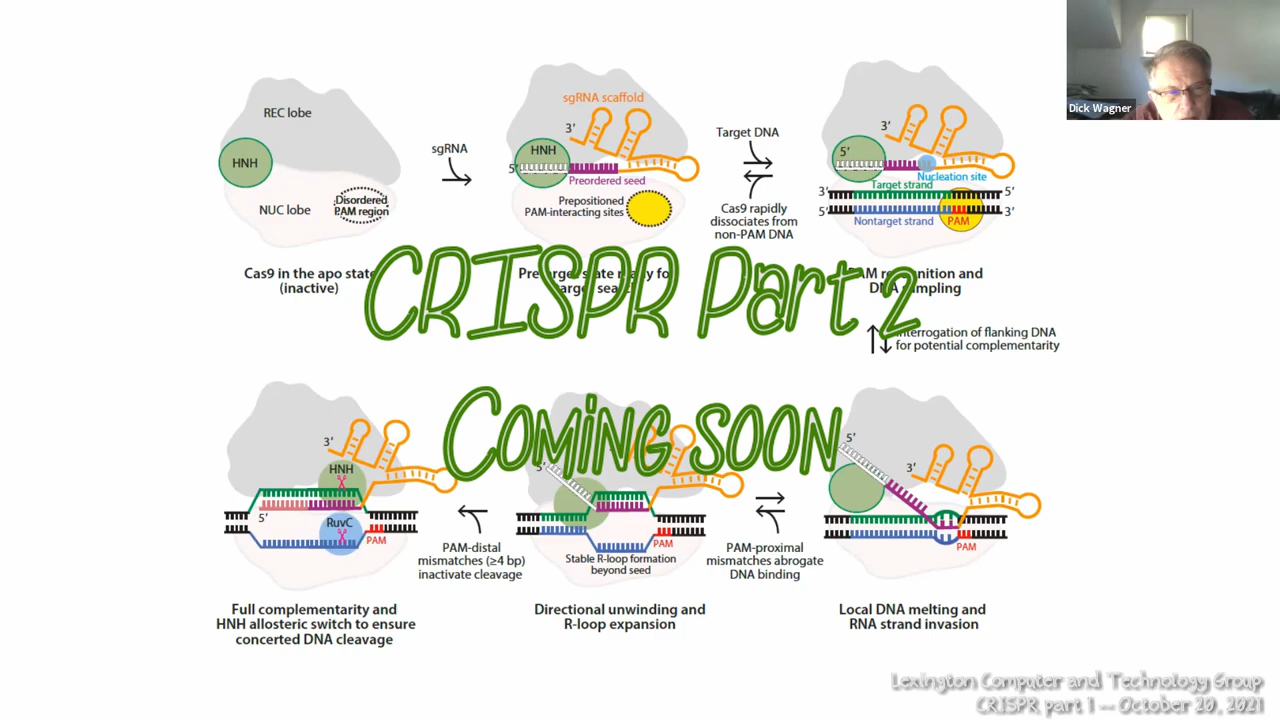 Dick Wagner
REC lobe
HNH
NUC lobe
Disordered
PAM region
Cas9 in the apo state
(inactive)
sgRNA
sgRNA scaffold
3′
HNH
5′
Preordered seed
Prepositioned
PAM-interacting sites
Target DNA
Cas9 rapidly
dissociates from
non-PAM DNA
3′
5′
Nucleation site
Target strand
3′
5′
5′
3′
Nontarget strand
PAM
DNA
CRISPR Part 2
Interrogation of flanking DNA
for potential complementarity
Coming soon
3′
HNH
5′
RuvC
PAM
Full complementarity and
HNH allosteric switch to ensure
concerted DNA cleavage
PAM-distal
mismatches (≥4 bp)
inactivate cleavage
5′
PAM
Stable R-loop formation
beyond seed
Directional unwinding and
R-loop expansion
PAM-proximal
mismatches abrogate
DNA binding
5′
3′
PAM
Local DNA melting and
RNA strand invasion
Lexington Computer and Technology Group
CRISPR part 1 -- October 20, 2021